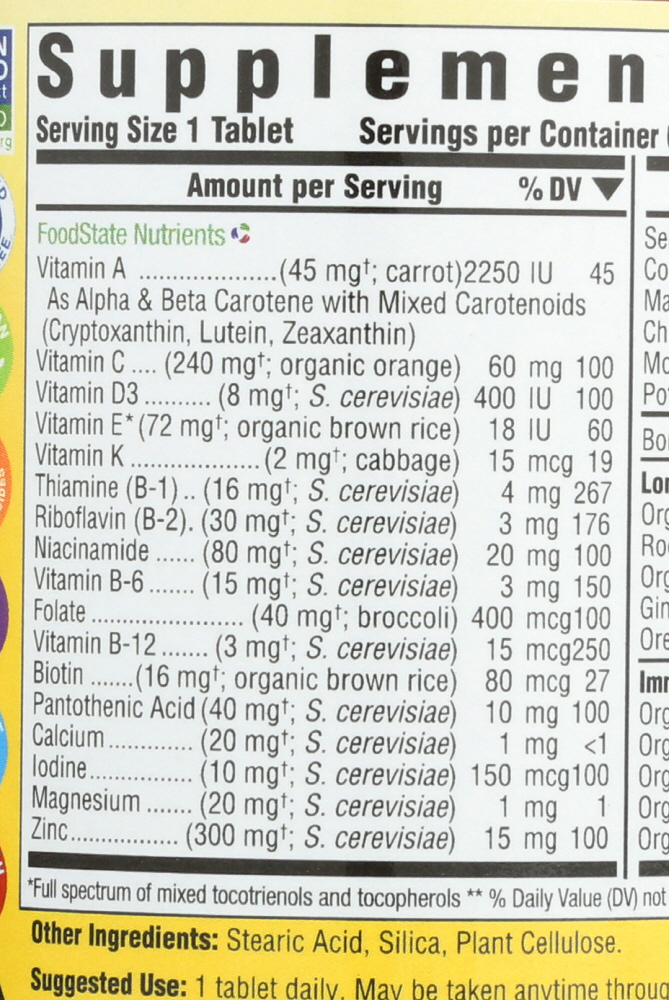 Supplemen
Serving Size 1 Tablet Servings per Container
Amount per Serving % DV ▼
FoodState Nutrients
Vitamin A ....................(45 mg†; carrot)2250 IU 45
As Alpha & Beta Carotene with Mixed Carotenoids
(Cryptoxanthin, Lutein, Zeaxanthin)
Vitamin C .... (240 mg†; organic orange) 60 mg 100
Vitamin D3 .......... (8 mg†; S. cerevisiae) 400 IU 100
Vitamin E* (72 mg†; organic brown rice) 18 IU 60
Vitamin K ....................(2 mg†; cabbage) 15 mcg 19
Thiamine (B-1) .. (16 mg†; S. cerevisiae) 4 mg 267
Riboflavin (B-2). (30 mg†; S. cerevisiae) 3 mg 176
Niacinamide ...... (80 mg†; S. cerevisiae) 20 mg 100
Vitamin B-6 ....... (15 mg†; S. cerevisiae) 3 mg 150
Folate ....................... (40 mg†; broccoli) 400 mcg100
Vitamin B-12 ....... (3 mg†; S. cerevisiae) 15 mcg250
Biotin .......(16 mg†; organic brown rice) 80 mcg 27
Pantothenic Acid (40 mg†; S. cerevisiae) 10 mg 100
Calcium ............. (20 mg†; S. cerevisiae) 1 mg <1
Iodine................ (10 mg†; S. cerevisiae) 150 mcg100
Magnesium ....... (20 mg†; S. cerevisiae) 1 mg 1
Zinc................. (300 mg†; S. cerevisiae) 15 mg 100
*Full spectrum of mixed tocotrienols and tocopherols ** % Daily Value (DV) not
Other Ingredients: Stearic Acid, Silica, Plant Cellulose.
Suggested Use: 1 tablet daily. May be taken anytime throug
Se
Co
Ma
Ch
Mo
Po
Bo
Lo
Org
Ro
Org
Gin
Ore
Im
Org
Org
Org
Org
Org